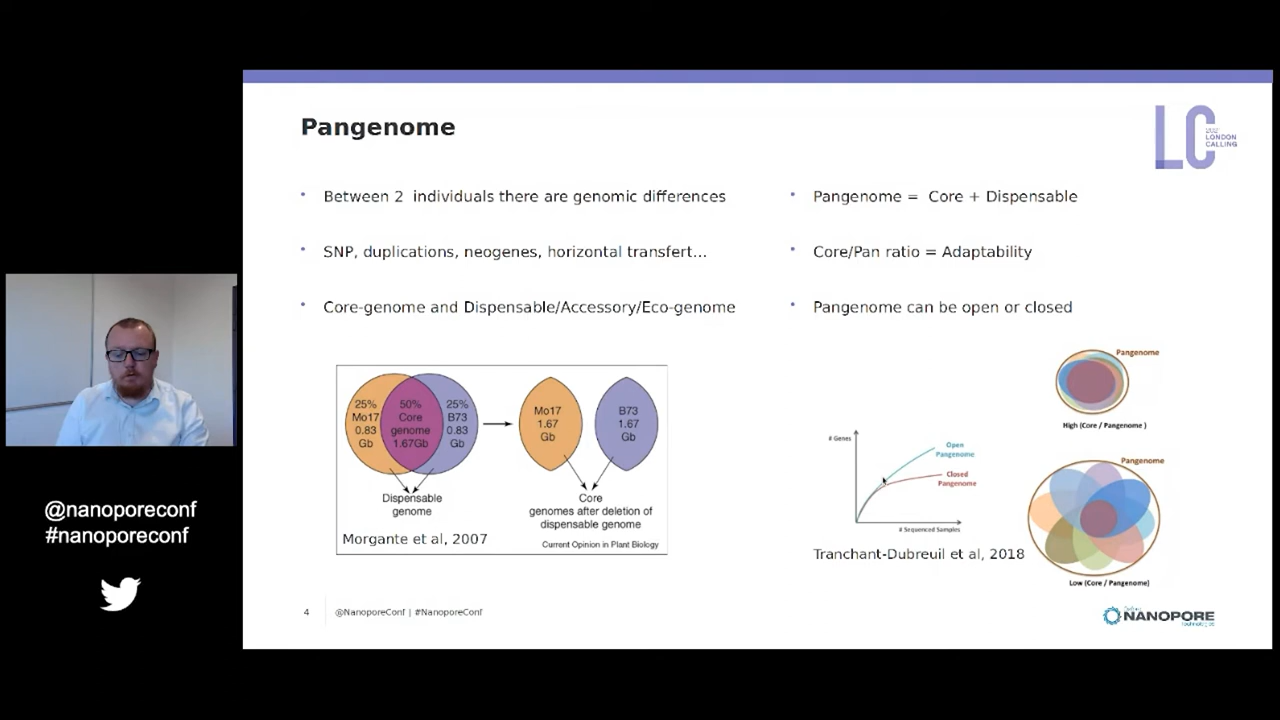 Pangenome
LC
LONDON
CALLING
Between 2 individuals there are genomic differences
SNP, duplications, neogenes, horizontal transfert...
Core-genome and Dispensable/Accessory/Eco-genome
Pangenome = Core + Dispensable
Core/Pan ratio = Adaptability
Pangenome can be open or closed
25%
Mo17
0.83
Gb
50%
Core
genome
1.67Gb
25%
B73
0.83
Gb
Mo17
1.67
Gb
B73
1.67
Gb
Dispensable
genome
Core
genomes after deletion of
dispensable genome
Morgante et al, 2007
Current Opinion in Plant Biology
# Genes
Open
Pangenome
Closed
Pangenome
# Sequenced Samples
Tranchant-Dubreuil et al, 2018
Pangenome
High (Core / Pangenome )
Pangenome
Low (Core / Pangenome)
@nanoporeconf
#nanoporeconf
4
@NanoporeConf | #NanoporeConf
NANOPORE
Technologies